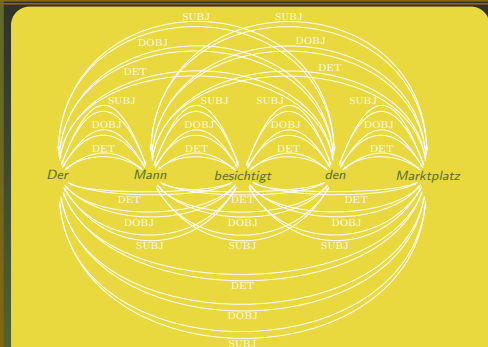 SUBJ SUBJ
DOBJ DOBJ
DET DET
SUBJ SUBJ SUBJ SUBJ
DOBJ DOBJ DOBJ DOBJ
DET DET DET DET
Der Mann besichtigt den Marktplatz
DET DET DET
DOBJ DOBJ DOBJ
SUBJ SUBJ SUBJ
DET
DOBJ
SUBJ